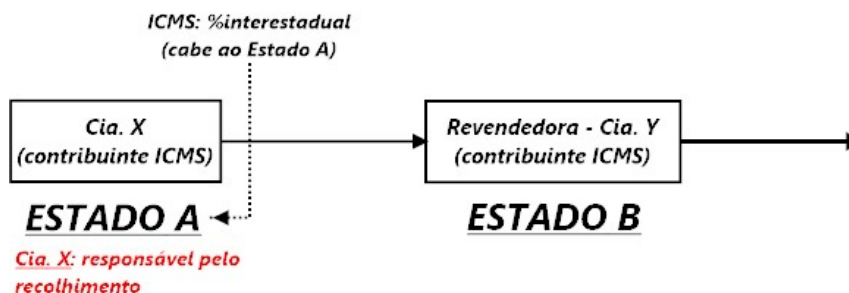 ICMS: %interestadual
(cabe ao Estado A)
Cia. X
(contribuinte ICMS)
Revendedora - Cia. Y
(contribuinte ICMS)
ESTADO A
ESTADO B
Cia. X: responsável pelo
recolhimento